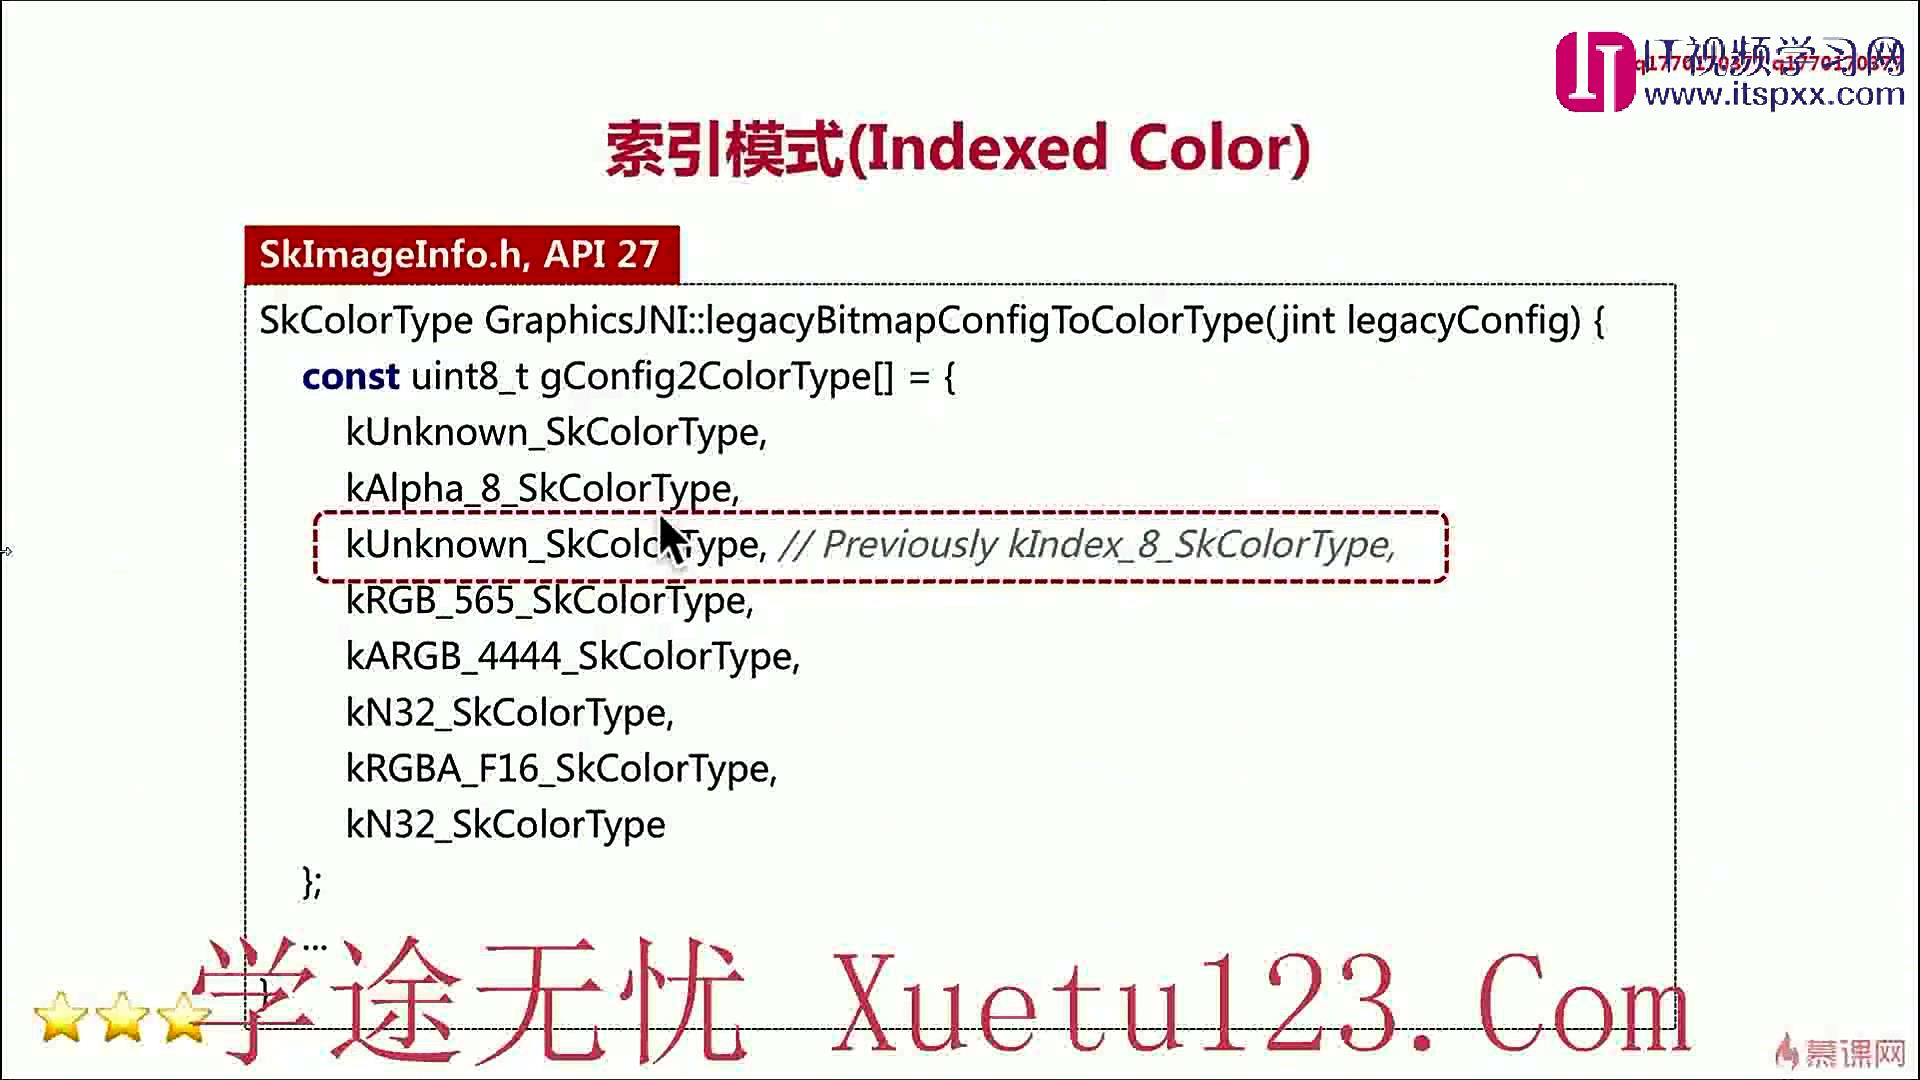 IT视频学习网
www.itspxx.com
索引模式(Indexed Color)
SkImageInfo.h, API 27
SkColorType GraphicsJNI::legacyBitmapConfigToColorType(jint legacyConfig) {
const uint8_t gConfig2ColorType[] = {
kUnknown_SkColorType,
kAlpha_8_SkColorType,
kUnknown_SkColorType, // Previously kIndex_8_SkColorType,
kRGB_565_SkColorType,
kARGB_4444_SkColorType,
kN32_SkColorType,
kRGBA_F16_SkColorType,
kN32_SkColorType
};
...
}
学途无忧 Xuetu123.Com
慕课网